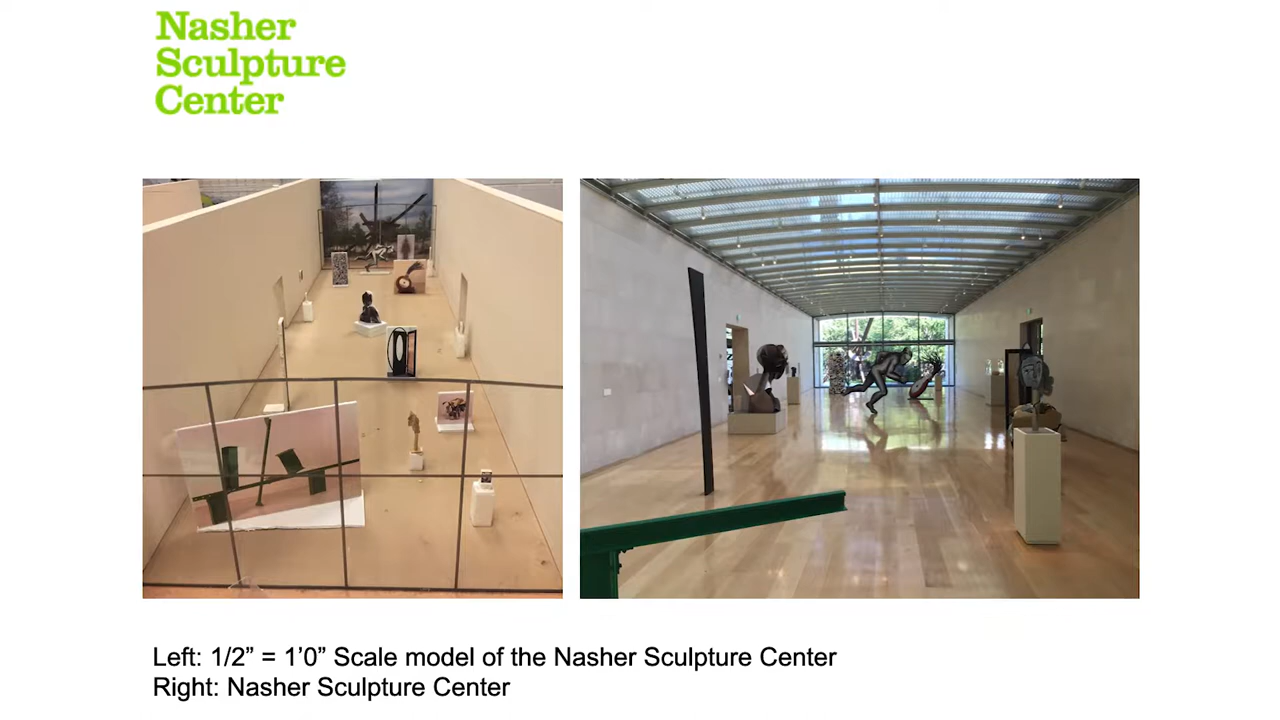 Nasher
Sculpture
Center
Left: 1/2” = 1’0” Scale model of the Nasher Sculpture Center
Right: Nasher Sculpture Center